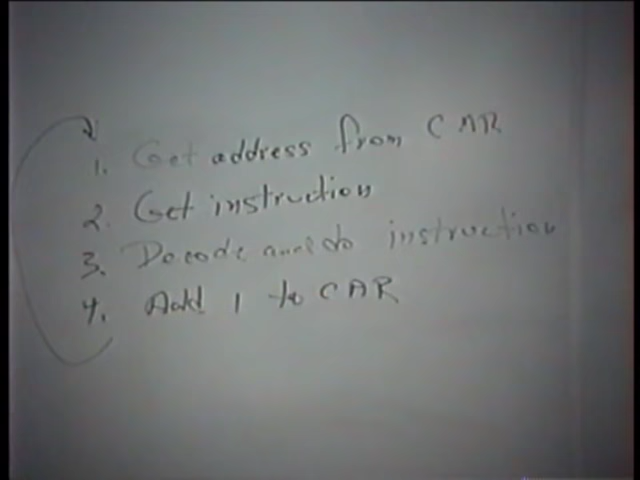 1. Get address from CAR
2. Get instruction
3. Decode and do instruction
4. Add 1 to CAR